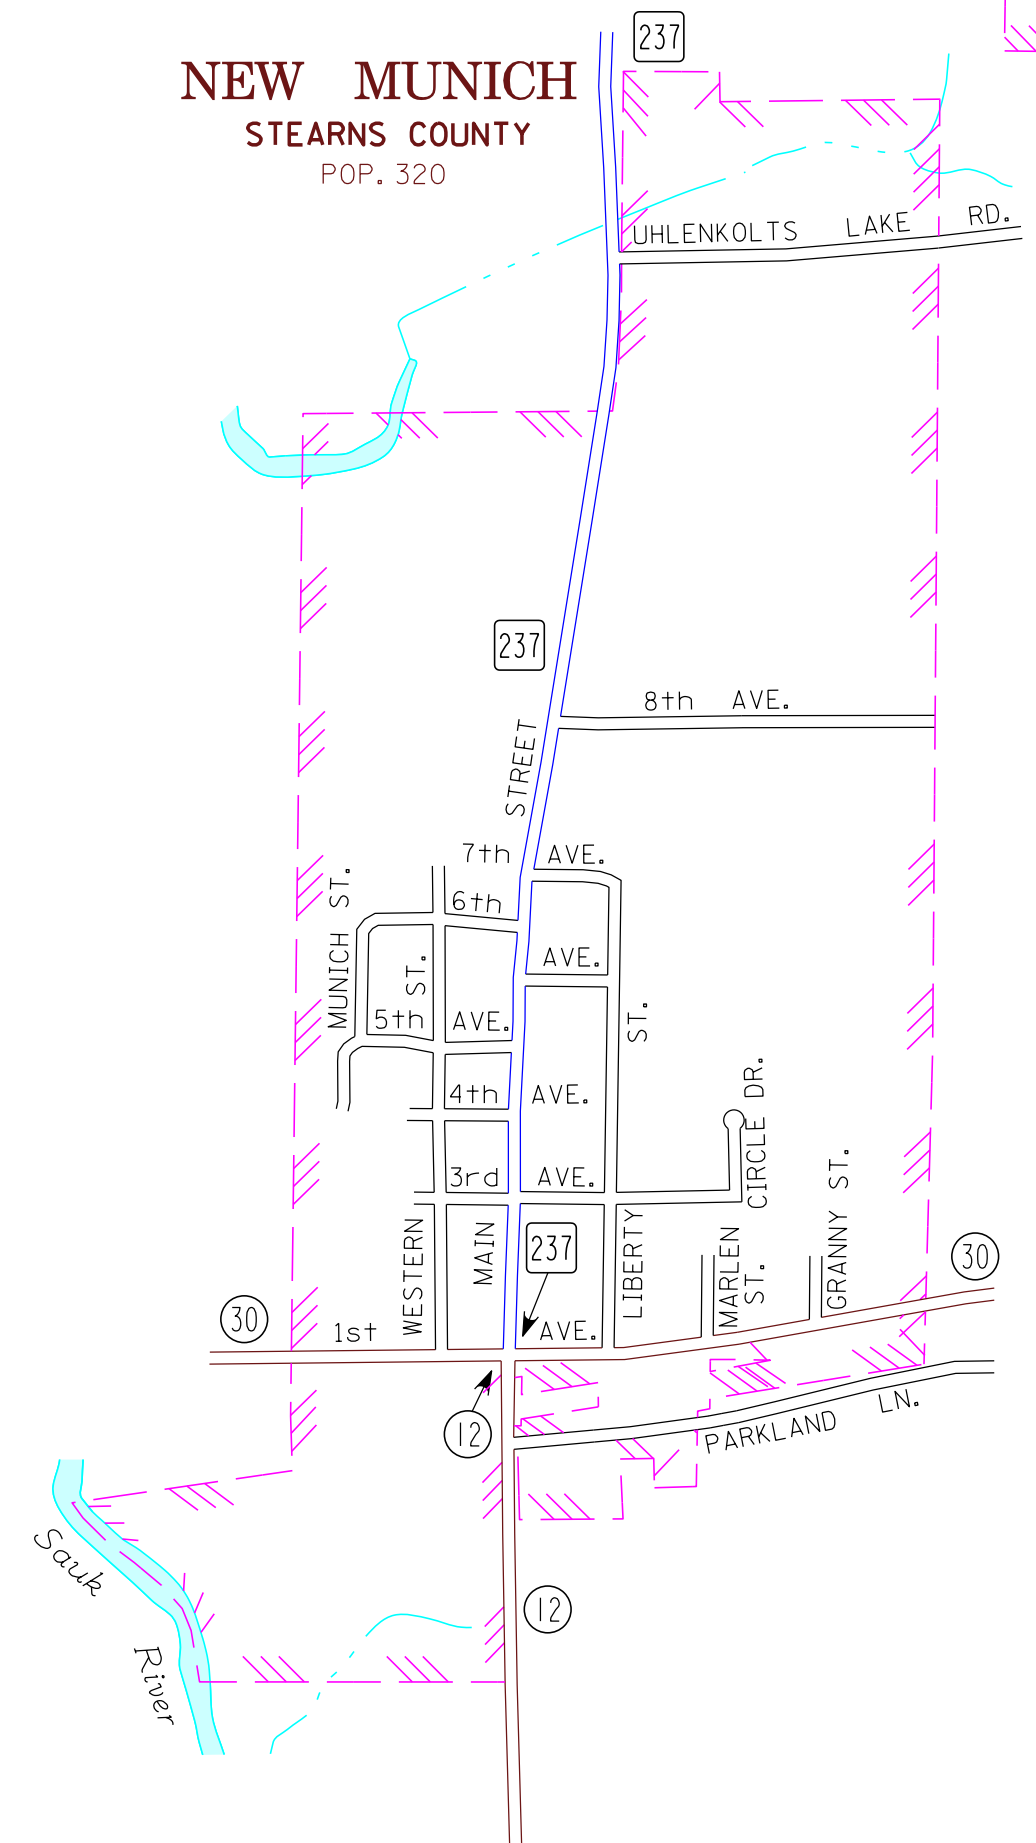 237
NEW MUNICH
STEARNS COUNTY
POP. 320
UHLENKOLTS LAKE RD.
237
8th AVE.
STREET
7th AVE.
MUNICH ST.
6th AVE.
ST.
5th AVE.
ST.
4th AVE.
CIRCLE DR.
3rd AVE.
GRANNY ST.
WESTERN
MAIN
237
LIBERTY
MARLEN ST.
30
30
1st AVE.
12
PARKLAND LN.
Sauk
River
12